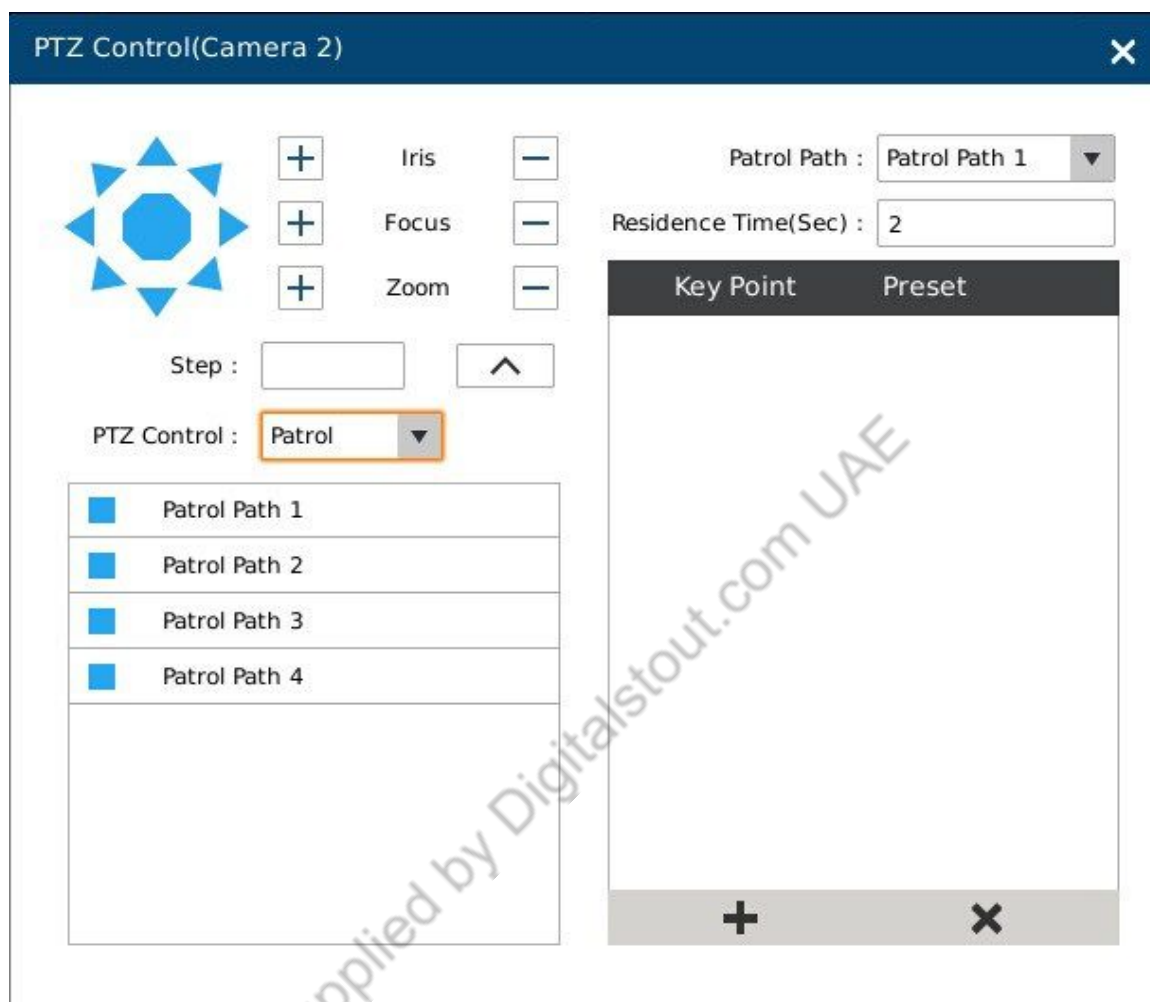 PTZ Control(Camera 2)
Iris
Focus
Zoom
Step :
PTZ Control : Patrol
Patrol Path 1
Patrol Path 2
Patrol Path 3
Patrol Path 4
Patrol Path : Patrol Path 1
Residence Time(Sec) : 2
Key Point Preset
by Digitalstout.com UAE